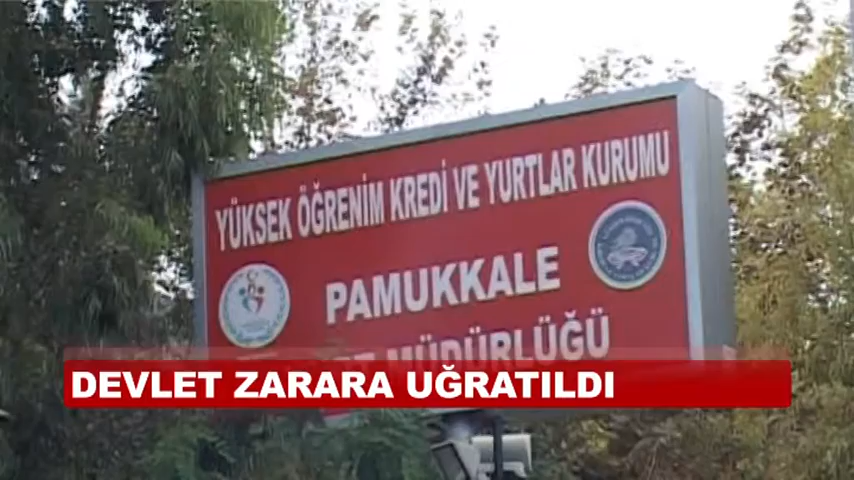 YÜKSEK ÖĞRENİM KREDİ VE YURTLAR KURUMU
PAMUKKALE
MÜDÜRLÜĞÜ
DEVLET ZARARA UĞRATILDI